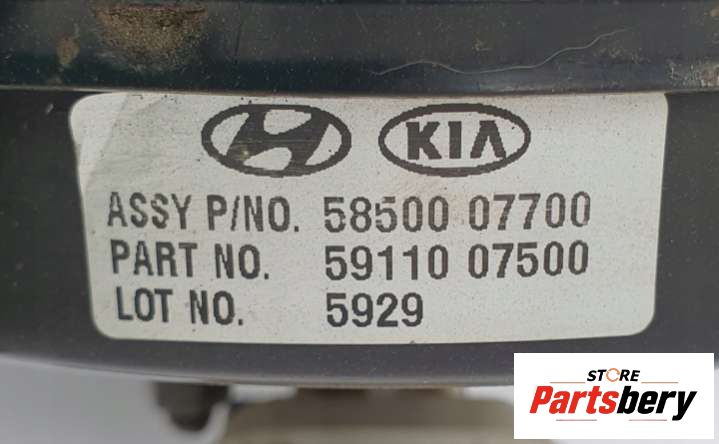 KIA
ASSY P/NO. 58500 07700
PART NO. 59110 07500
LOT NO. 5929
STORE
Partsbery